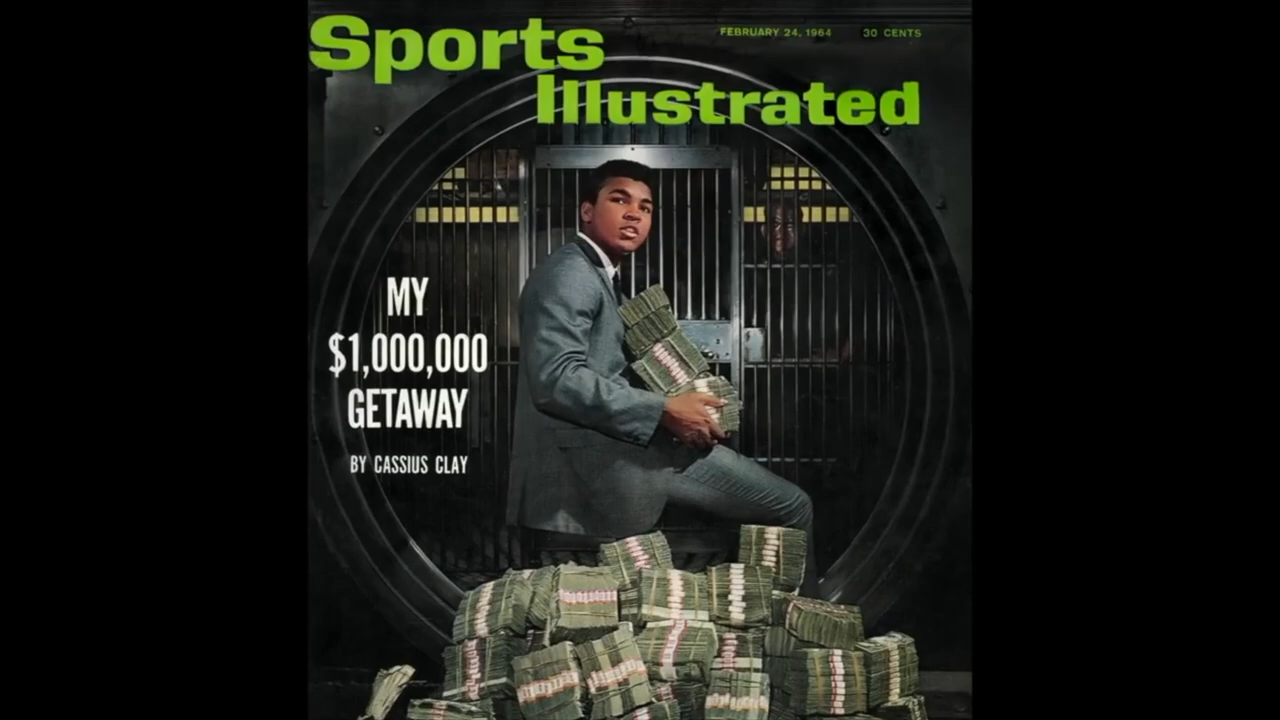 Sports
Illustrated
FEBRUARY 24, 1964 30 CENTS
MY
$1,000,000
GETAWAY
BY CASSIUS CLAY